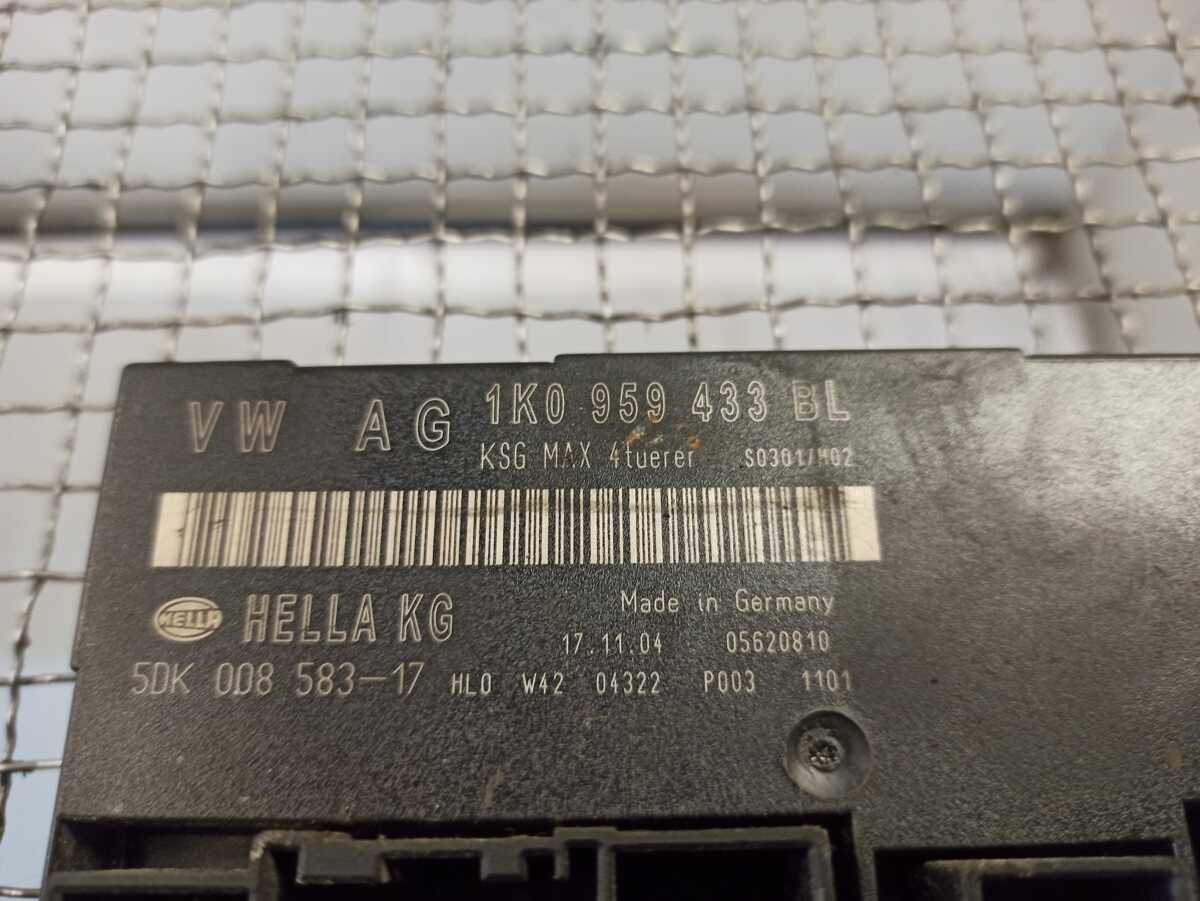 VW AG 1K0 959 433 BL
KSG MAX 4tuerer S0301/H02
HELLA HELLA KG Made in Germany
17.11.04 05620810
5DK 008 583-17 HL0 W42 04322 P003 1101